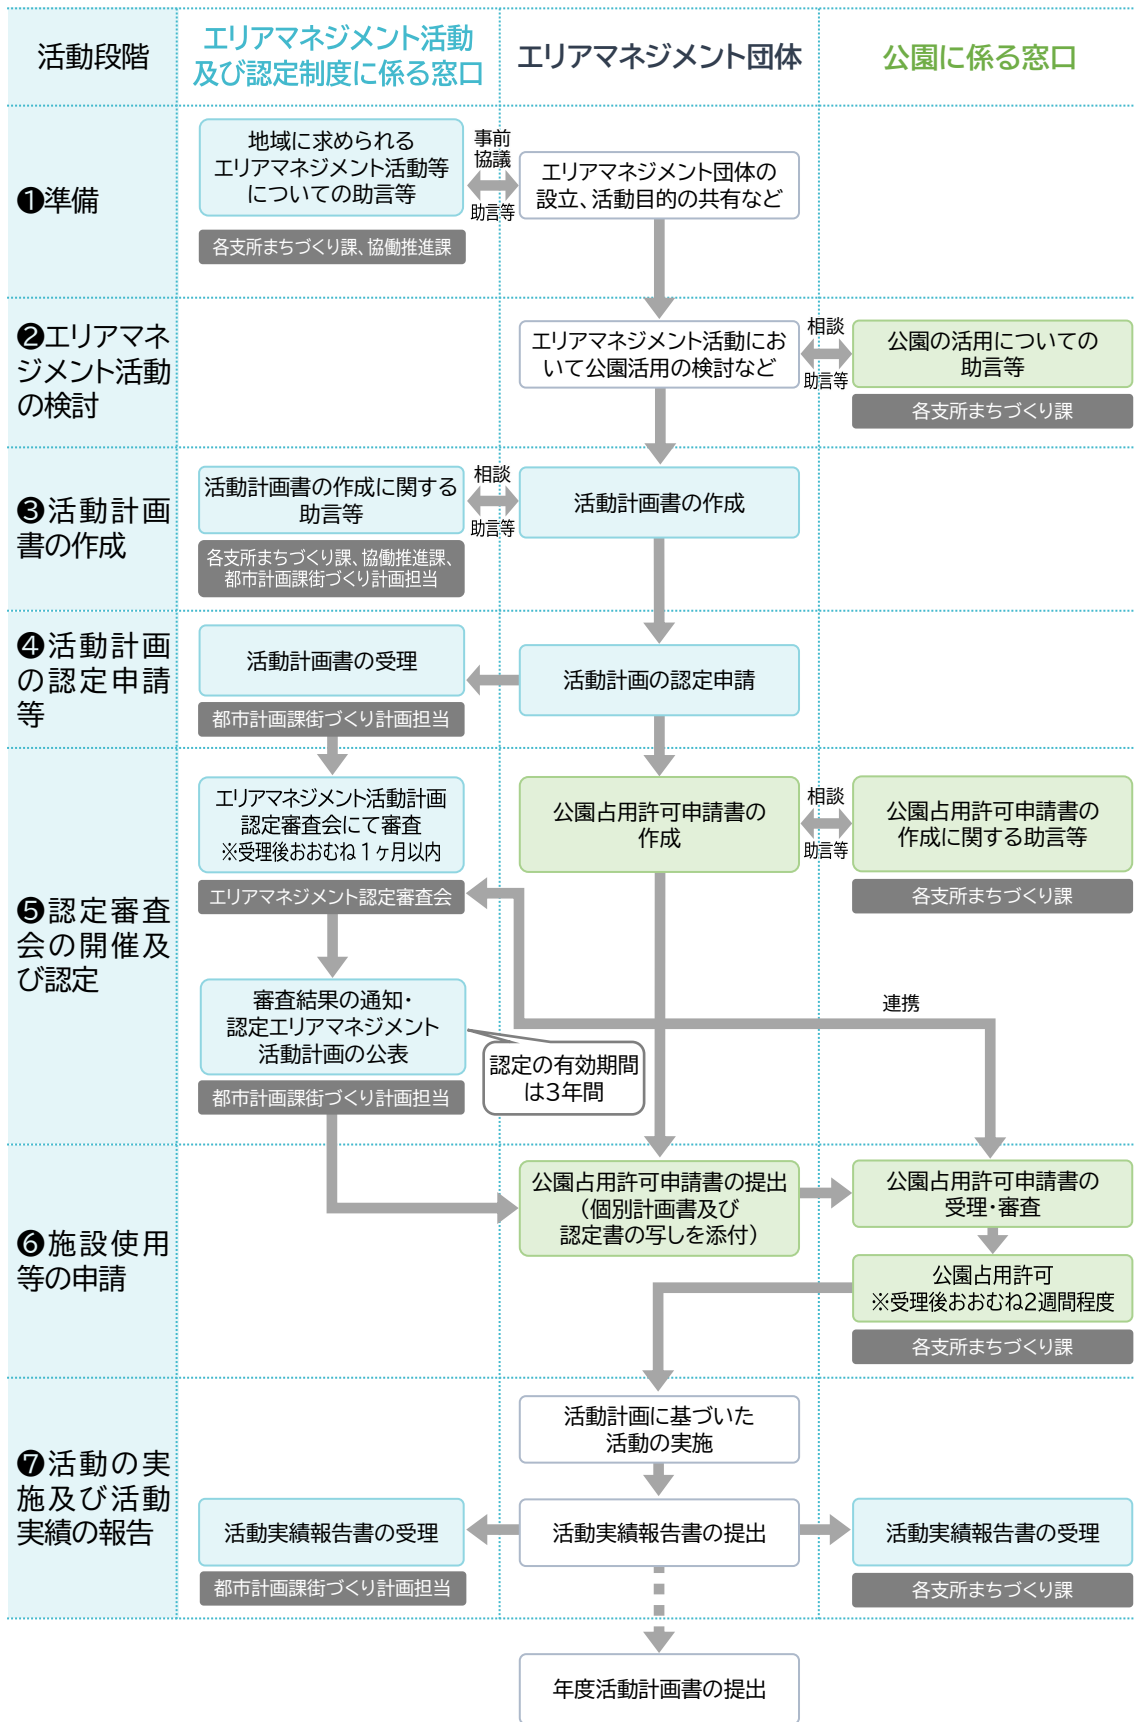 活動段階
エリアマネジメント活動
及び認定制度に係る窓口
エリアマネジメント団体
公園に係る窓口
❶準備
地域に求められる
エリアマネジメント活動等
についての助言等
各支所まちづくり課、協働推進課
事前
協議
助言等
エリアマネジメント団体の
設立、活動目的の共有など
❷エリアマネ
ジメント活動
の検討
エリアマネジメント活動にお
いて公園活用の検討など
相談
助言等
公園の活用についての
助言等
各支所まちづくり課
❸活動計画
書の作成
活動計画書の作成に関する
助言等
各支所まちづくり課、協働推進課、
都市計画課街づくり計画担当
相談
助言等
活動計画書の作成
❹活動計画
の認定申請
等
活動計画書の受理
都市計画課街づくり計画担当
活動計画の認定申請
❺認定審査
会の開催及
び認定
エリアマネジメント活動計画
認定審査会にて審査
※受理後おおむね1ヶ月以内
エリアマネジメント認定審査会
公園占用許可申請書の
作成
相談
助言等
公園占用許可申請書の
作成に関する助言等
各支所まちづくり課
連携
審査結果の通知・
認定エリアマネジメント
活動計画の公表
都市計画課街づくり計画担当
認定の有効期間
は3年間
❻施設使用
等の申請
公園占用許可申請書の提出
（個別計画書及び
認定書の写しを添付）
公園占用許可申請書の
受理・審査
公園占用許可
※受理後おおむね2週間程度
各支所まちづくり課
❼活動の実
施及び活動
実績の報告
活動計画に基づいた
活動の実施
活動実績報告書の受理
都市計画課街づくり計画担当
活動実績報告書の提出
活動実績報告書の受理
各支所まちづくり課
年度活動計画書の提出